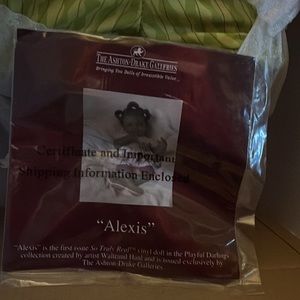 THE ASHTON-DRAKE GALLERIES
Bringing You Dolls of Irresistible Value...
Certificate and Important
Shipping Information Enclosed
"Alexis"
"Alexis" is the first issue So Truly Real™ vinyl doll in the Playful Darlings
collection created by artist Waltraud Hanl and is issued exclusively by
The Ashton-Drake Galleries.